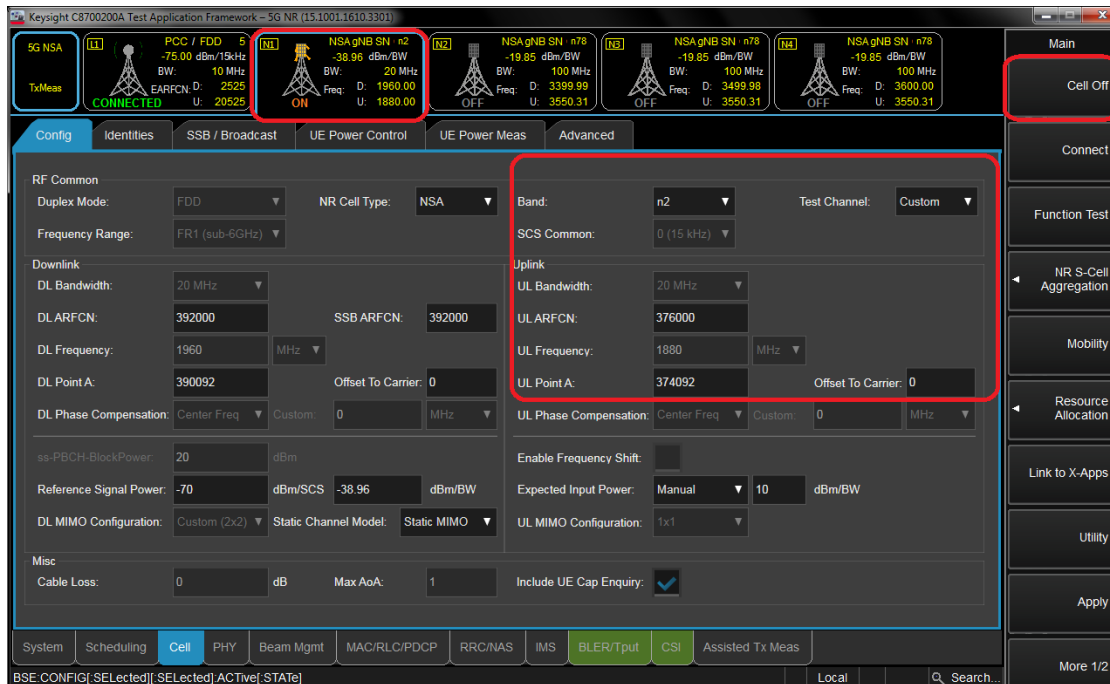 Keysight C8700200A Test Application Framework – 5G NR (15.1001.1610.3301)
5G NSA
TxMeas
L1 PCC / FDD 5
-75.00 dBm/15kHz
BW: 10 MHz
EARFCN: D: 2525
CONNECTED U: 20525
N1 NSA gNB SN · n2
-38.96 dBm/BW
BW: 20 MHz
Freq: D: 1960.00
ON U: 1880.00
N2 NSA gNB SN · n78
-19.85 dBm/BW
BW: 100 MHz
Freq: D: 3399.99
OFF U: 3550.31
N3 NSA gNB SN · n78
-19.85 dBm/BW
BW: 100 MHz
Freq: D: 3499.98
OFF U: 3550.31
N4 NSA gNB SN · n78
-19.85 dBm/BW
BW: 100 MHz
Freq: D: 3600.00
OFF U: 3550.31
Main
Cell Off
Connect
Function Test
NR S-Cell
Aggregation
Mobility
Resource
Allocation
Link to X-Apps
Utility
Apply
More 1/2
Config Identities SSB / Broadcast UE Power Control UE Power Meas Advanced
RF Common
Duplex Mode: FDD NR Cell Type: NSA Band: n2 Test Channel: Custom
Frequency Range: FR1 (sub-6GHz) SCS Common: 0 (15 kHz)
Downlink
DL Bandwidth: 20 MHz
DL ARFCN: 392000 SSB ARFCN: 392000
DL Frequency: 1960 MHz
DL Point A: 390092 Offset To Carrier: 0
DL Phase Compensation: Center Freq Custom: 0 MHz
ss-PBCH-BlockPower: 20 dBm
Reference Signal Power: -70 dBm/SCS -38.96 dBm/BW
DL MIMO Configuration: Custom (2x2) Static Channel Model: Static MIMO
Uplink
UL Bandwidth: 20 MHz
UL ARFCN: 376000
UL Frequency: 1880 MHz
UL Point A: 374092 Offset To Carrier: 0
UL Phase Compensation: Center Freq Custom: 0 MHz
Enable Frequency Shift:
Expected Input Power: Manual 10 dBm/BW
UL MIMO Configuration: 1x1
Misc
Cable Loss: 0 dB Max AoA: 1 Include UE Cap Enquiry:
System Scheduling Cell PHY Beam Mgmt MAC/RLC/PDCP RRC/NAS IMS BLER/Tput CSI Assisted Tx Meas
BSE:CONFIG[:SELected][:SELected]:ACTive[:STATe] Local Search...